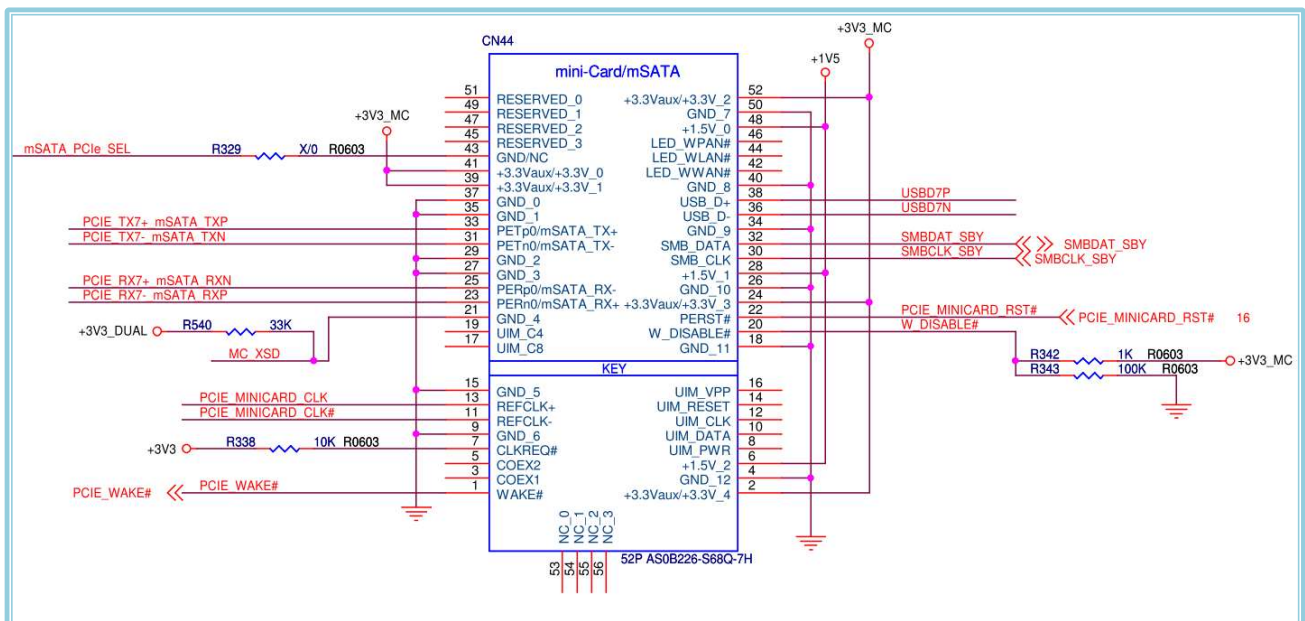 +3V3_MC
CN44
+1V5
mini-Card/mSATA
51 RESERVED_0 +3.3Vaux/+3.3V_2 52
49 RESERVED_1 GND_7 50
47 RESERVED_2 +1.5V_0 48
+3V3_MC
45 RESERVED_3 LED_WPAN# 46
mSATA_PCIe_SEL R329 X/0 R0603 43 GND/NC LED_WLAN# 44
41 +3.3Vaux/+3.3V_0 LED_WWAN# 42
39 +3.3Vaux/+3.3V_1 GND_8 40
37 GND_0 USB_D+ 38 USBD7P
35 GND_1 USB_D- 36 USBD7N
PCIE_TX7+_mSATA_TXP 33 PETp0/mSATA_TX+ GND_9 34
PCIE_TX7-_mSATA_TXN 31 PETn0/mSATA_TX- SMB_DATA 32 SMBDAT_SBY SMBDAT_SBY
29 GND_2 SMB_CLK 30 SMBCLK_SBY SMBCLK_SBY
27 GND_3 +1.5V_1 28
PCIE_RX7+_mSATA_RXN 25 PERp0/mSATA_RX- GND_10 26
PCIE_RX7-_mSATA_RXP 23 PERn0/mSATA_RX+ +3.3Vaux/+3.3V_3 24
21 GND_4 PERST# 22 PCIE_MINICARD_RST# PCIE_MINICARD_RST# 16
+3V3_DUAL R540 33K 19 UIM_C4 W_DISABLE# 20 W_DISABLE#
MC_XSD 17 UIM_C8 GND_11 18
R342 1K R0603 +3V3_MC
KEY
R343 100K R0603
15 GND_5 UIM_VPP 16
PCIE_MINICARD_CLK 13 REFCLK+ UIM_RESET 14
PCIE_MINICARD_CLK# 11 REFCLK- UIM_CLK 12
9 GND_6 UIM_DATA 10
+3V3 R338 10K R0603 7 CLKREQ# UIM_PWR 8
5 COEX2 +1.5V_2 6
3 COEX1 GND_12 4
PCIE_WAKE# PCIE_WAKE# 1 WAKE# +3.3Vaux/+3.3V_4 2
NC_0
NC_1
NC_2
NC_3
52P AS0B226-S68Q-7H
53
54
55
56